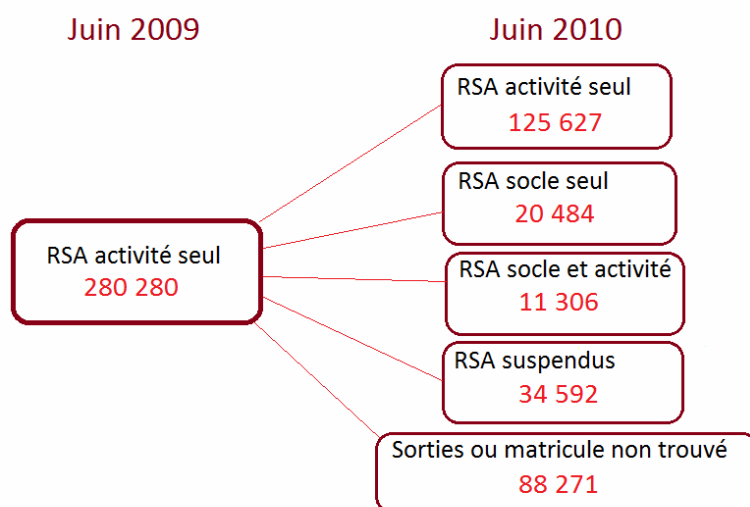 Juin 2009
Juin 2010
RSA activité seul
280 280
RSA activité seul
125 627
RSA socle seul
20 484
RSA socle et activité
11 306
RSA suspendus
34 592
Sorties ou matricule non trouvé
88 271